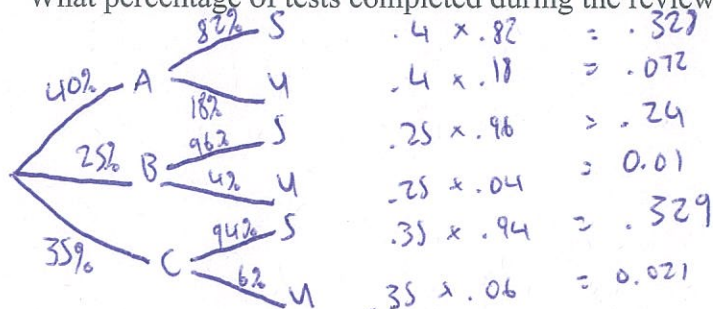 What percentage of tests completed during the review
82% S .4 × .82 = .328
40% A
18% U .4 × .18 = .072
96% S .25 × .96 = .24
25% B
4% U .25 × .04 = 0.01
94% S .35 × .94 = .329
35% C
6% U .35 × .06 = 0.021